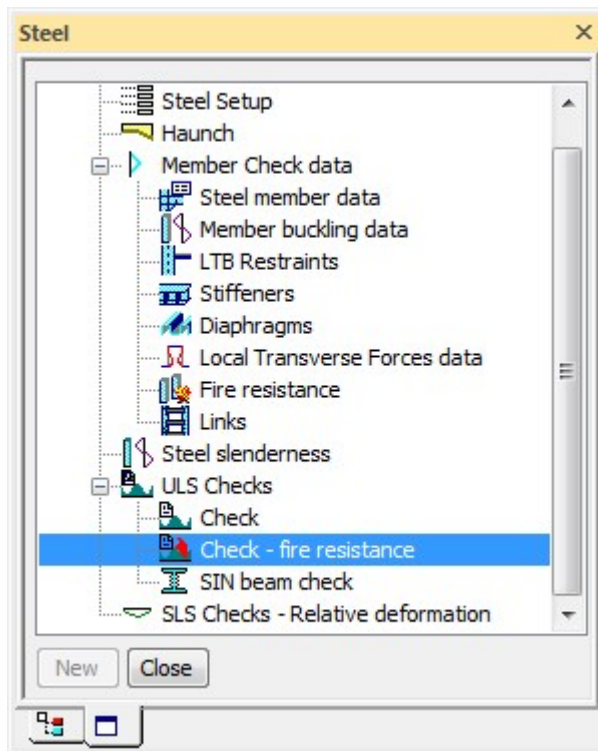 Steel
Steel Setup
Haunch
Member Check data
Steel member data
Member buckling data
LTB Restraints
Stiffeners
Diaphragms
Local Transverse Forces data
Fire resistance
Links
Steel slenderness
ULS Checks
Check
Check - fire resistance
SIN beam check
SLS Checks - Relative deformation
New Close